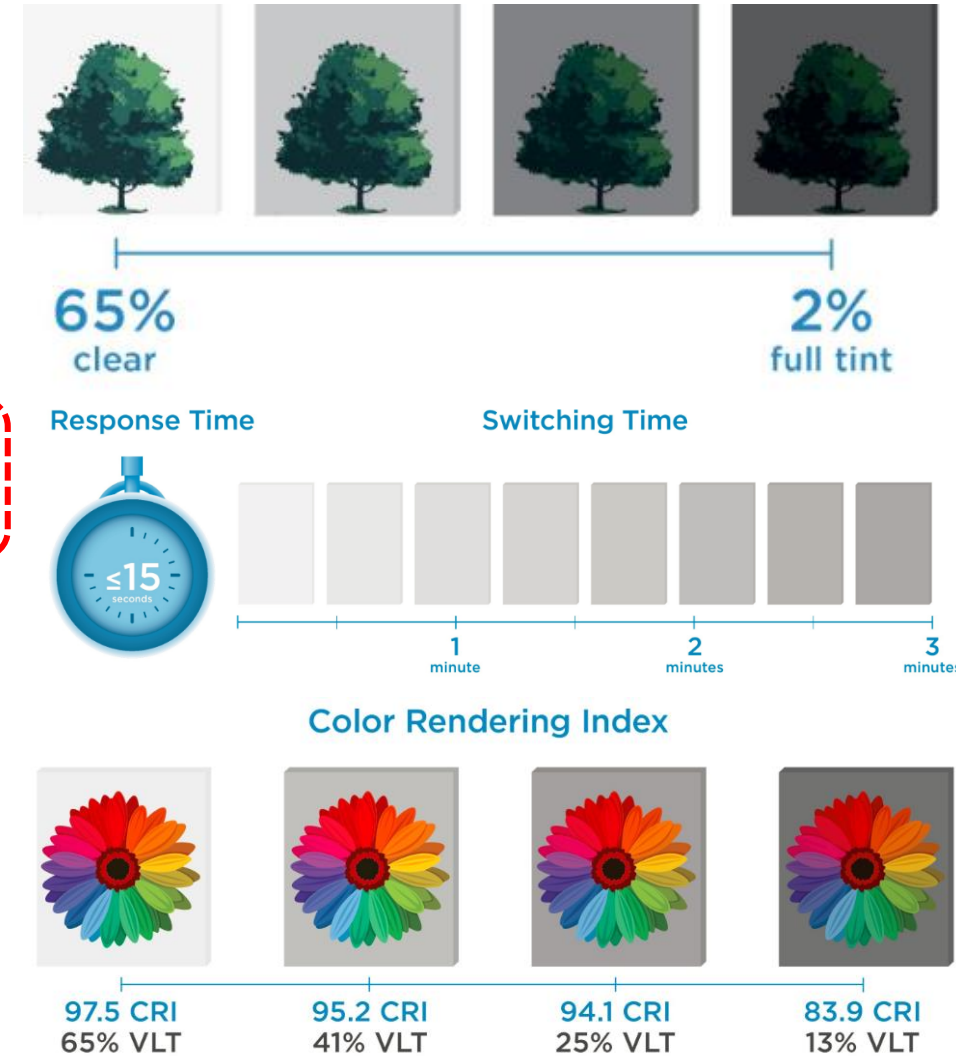 65%
clear
2%
full tint
Response Time
Switching Time
≤15
seconds
1
minute
2
minutes
3
minutes
Color Rendering Index
97.5 CRI
65% VLT
95.2 CRI
41% VLT
94.1 CRI
25% VLT
83.9 CRI
13% VLT